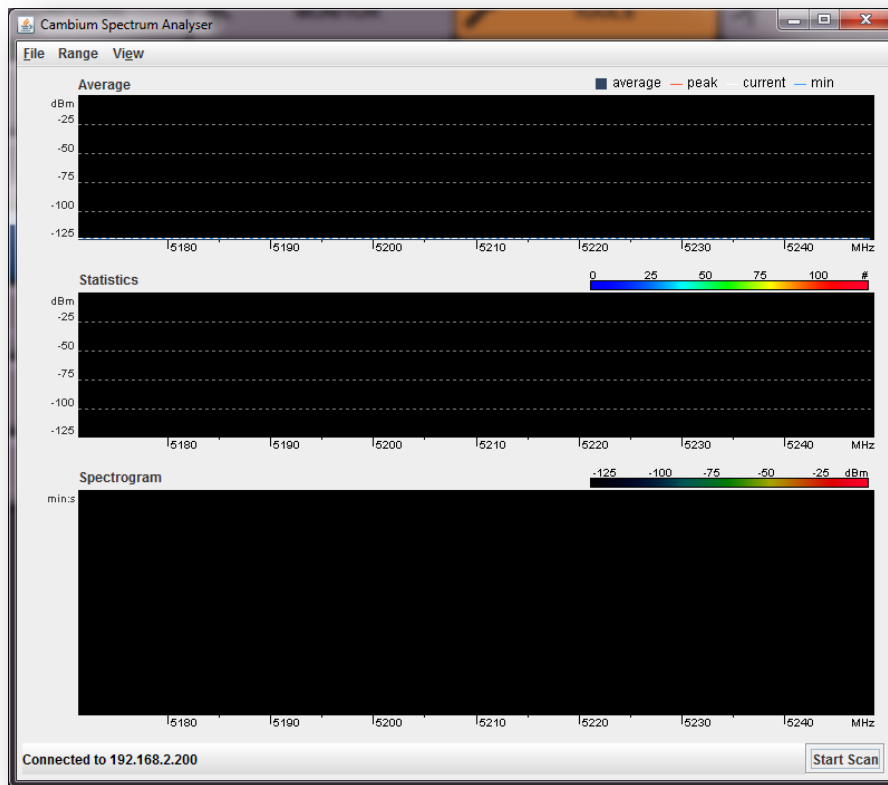 MONITOR
TOOLS
Cambium Spectrum Analyser
File Range View
Average
average peak current min
dBm
-25
-50
-75
-100
-125
5180 5190 5200 5210 5220 5230 5240 MHz
Statistics
0 25 50 75 100 #
dBm
-25
-50
-75
-100
-125
5180 5190 5200 5210 5220 5230 5240 MHz
Spectrogram
-125 -100 -75 -50 -25 dBm
min:s
5180 5190 5200 5210 5220 5230 5240 MHz
Connected to 192.168.2.200
Start Scan